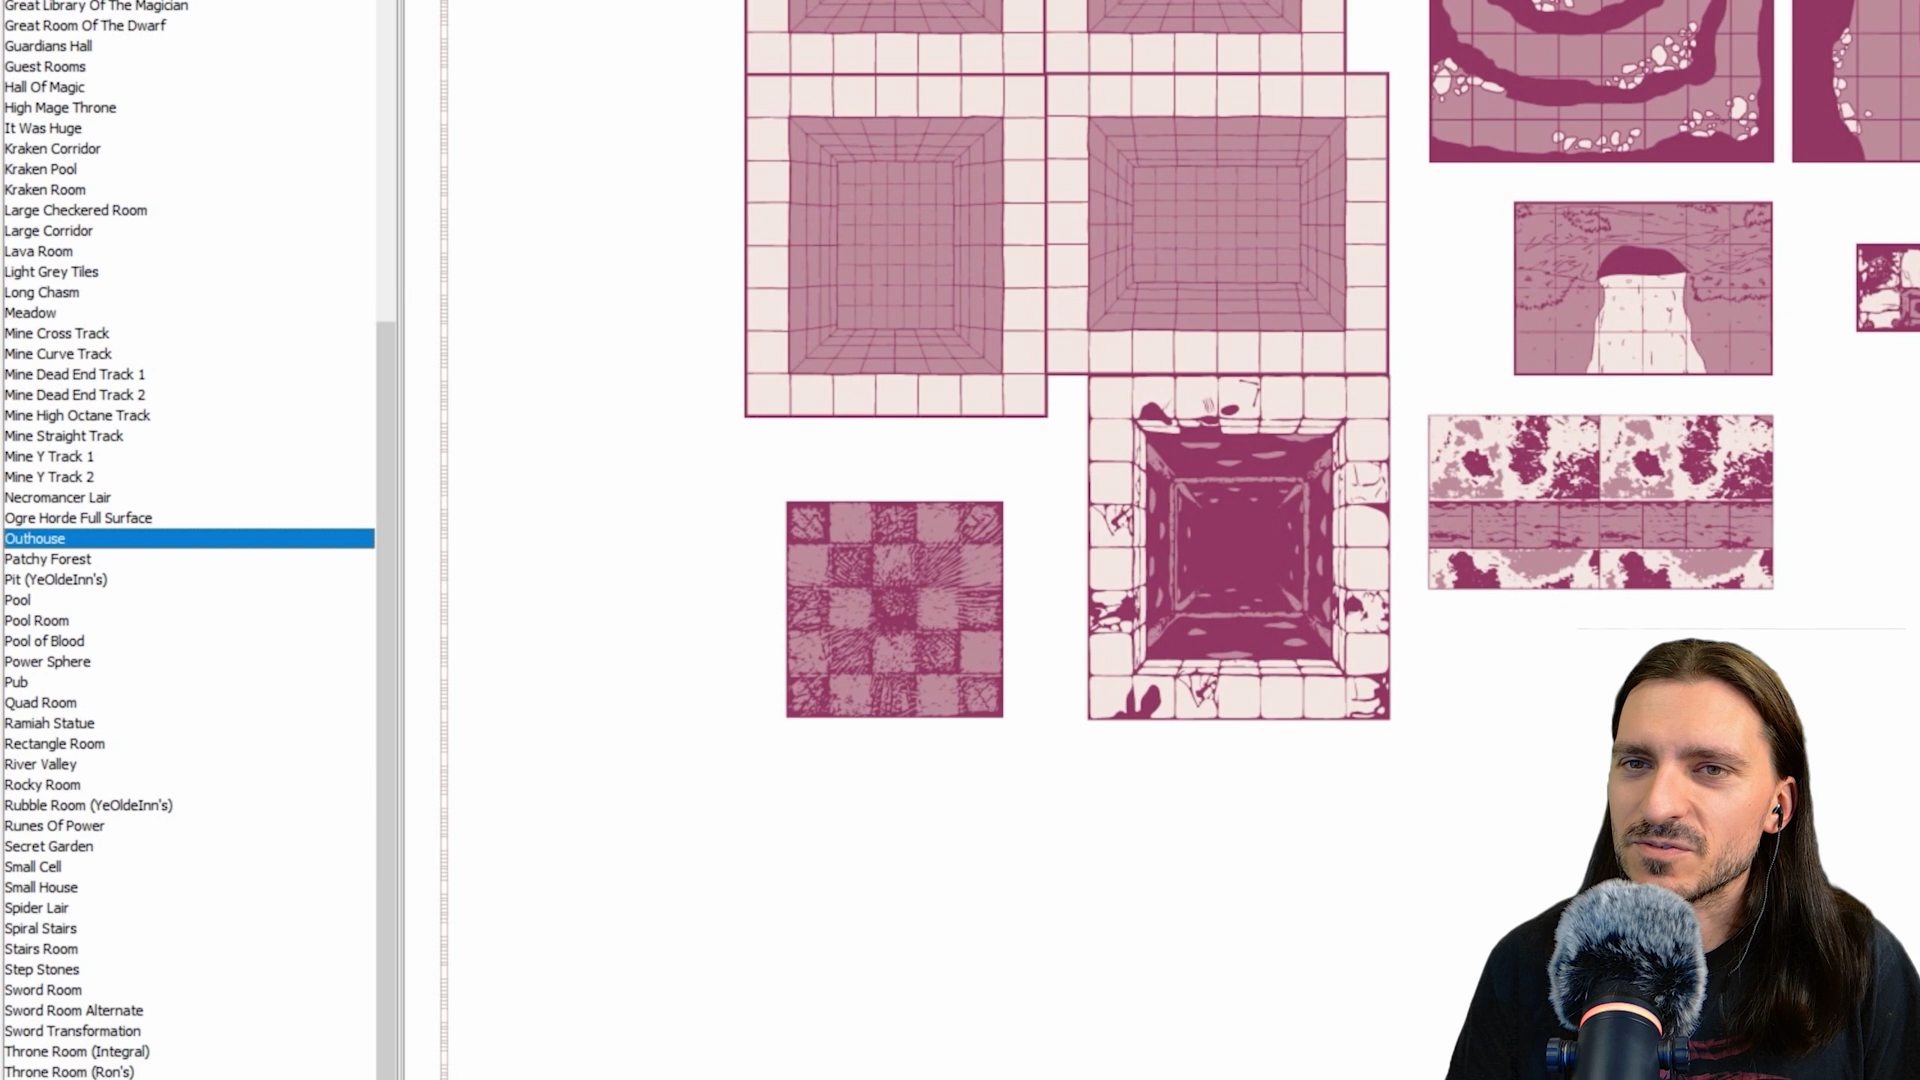 Great Library Of The Magician
Great Room Of The Dwarf
Guardians Hall
Guest Rooms
Hall Of Magic
High Mage Throne
It Was Huge
Kraken Corridor
Kraken Pool
Kraken Room
Large Checkered Room
Large Corridor
Lava Room
Light Grey Tiles
Long Chasm
Meadow
Mine Cross Track
Mine Curve Track
Mine Dead End Track 1
Mine Dead End Track 2
Mine High Octane Track
Mine Straight Track
Mine Y Track 1
Mine Y Track 2
Necromancer Lair
Ogre Horde Full Surface
Outhouse
Patchy Forest
Pit (YeOldeInn's)
Pool
Pool Room
Pool of Blood
Power Sphere
Pub
Quad Room
Ramiah Statue
Rectangle Room
River Valley
Rocky Room
Rubble Room (YeOldeInn's)
Runes Of Power
Secret Garden
Small Cell
Small House
Spider Lair
Spiral Stairs
Stairs Room
Step Stones
Sword Room
Sword Room Alternate
Sword Transformation
Throne Room (Integral)
Throne Room (Ron's)